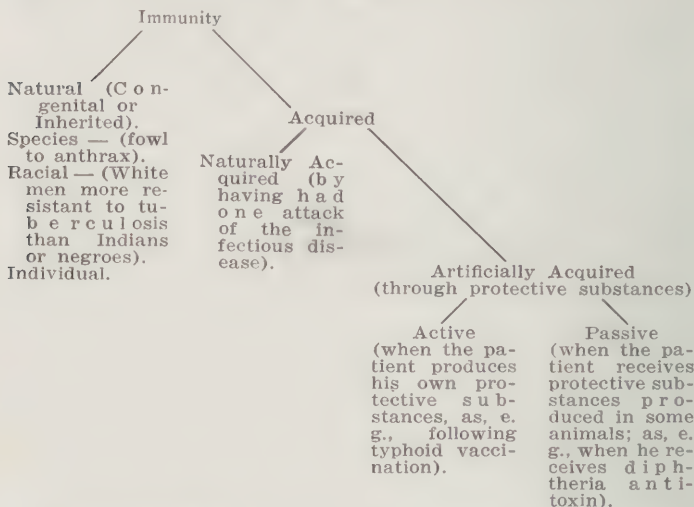 Immunity
Natural (Con-
genital or
Inherited).
Species — (fowl
to anthrax).
Racial — (White
men more re-
sistant to tu-
berculosis
than Indians
or negroes).
Individual.
Acquired
Naturally Ac-
quired (by
having had
one attack
of the in-
fectious dis-
ease).
Artificially Acquired
(through protective substances)
Active
(when the pa-
tient produces
his own pro-
tective sub-
stances, as, e.
g., following
typhoid vacci-
nation).
Passive
(when the pa-
tient receives
protective sub-
stances pro-
duced in some
animals; as, e.
g., when he re-
ceives diph-
theria anti-
toxin).